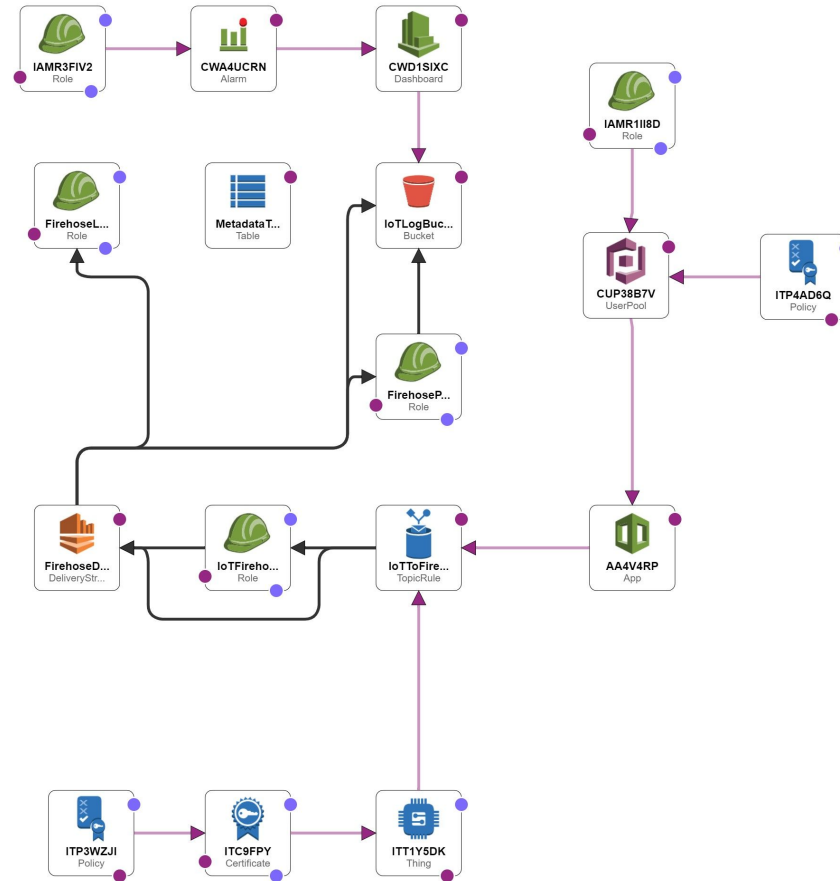 IAMR3FIV2
Role
CWA4UCRN
Alarm
CWD1SIXC
Dashboard
IAMR1II8D
Role
FirehoseL...
Role
MetadataT...
Table
IoTLogBuc...
Bucket
CUP38B7V
UserPool
ITP4AD6Q
Policy
FirehoseP...
Role
FirehoseD...
DeliveryStr...
IoTFireho...
Role
IoTToFire...
TopicRule
AA4V4RP
App
ITP3WZJI
Policy
ITC9FPY
Certificate
ITT1Y5DK
Thing